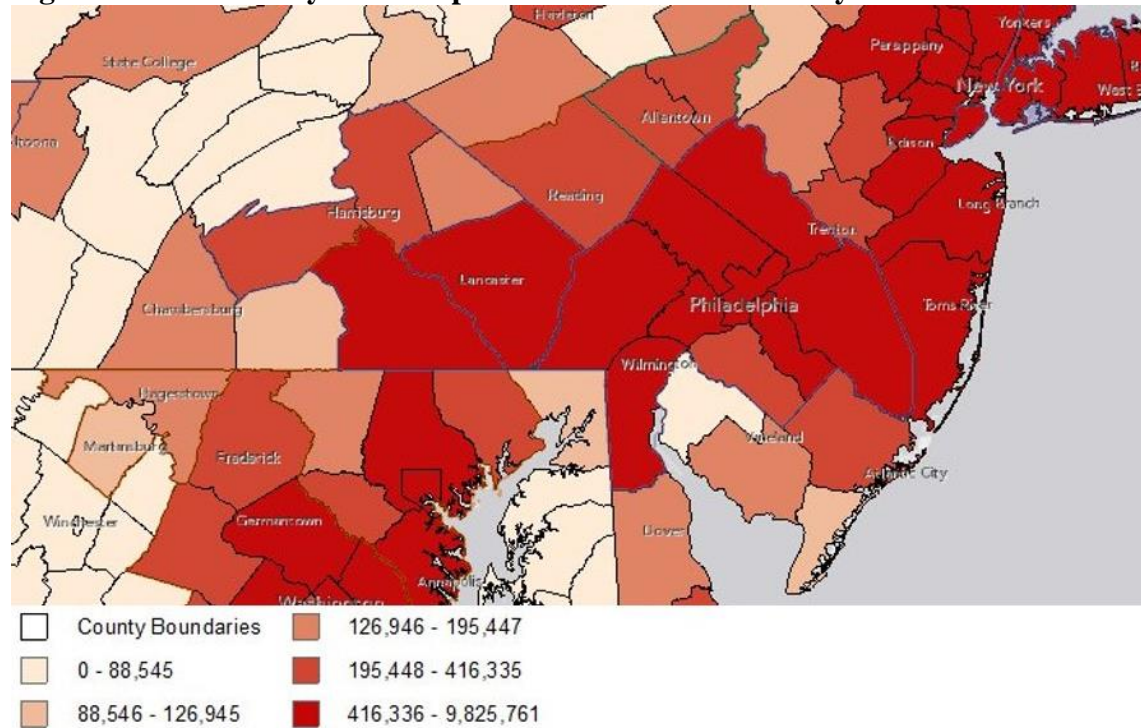 Hazleton
Yonkers
State College
Parsippany
New York
West B
Altoona
Allentown
Edison
Reading
Long Branch
Harrisburg
Trenton
Lancaster
Chambersburg
Philadelphia
Toms River
Wilmington
Hagerstown
Martinsburg
Vineland
Frederick
Atlantic City
Winchester
Germantown
Dover
Annapolis
Washington
County Boundaries
0 - 88,545
88,546 - 126,945
126,946 - 195,447
195,448 - 416,335
416,336 - 9,825,761